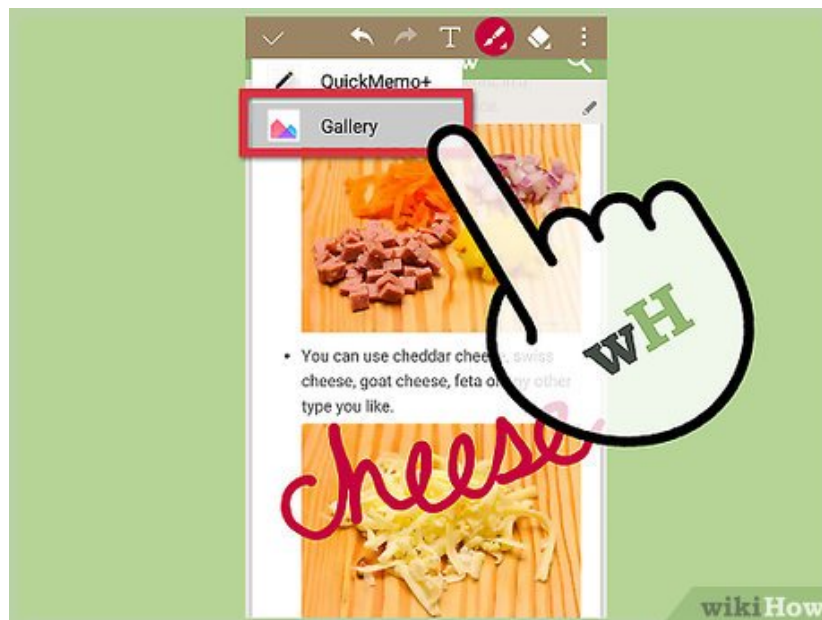 T
QuickMemo+
Gallery
• You can use cheddar cheese, swiss
cheese, goat cheese, feta or any other
type you like.
cheese
wH
wikiHow